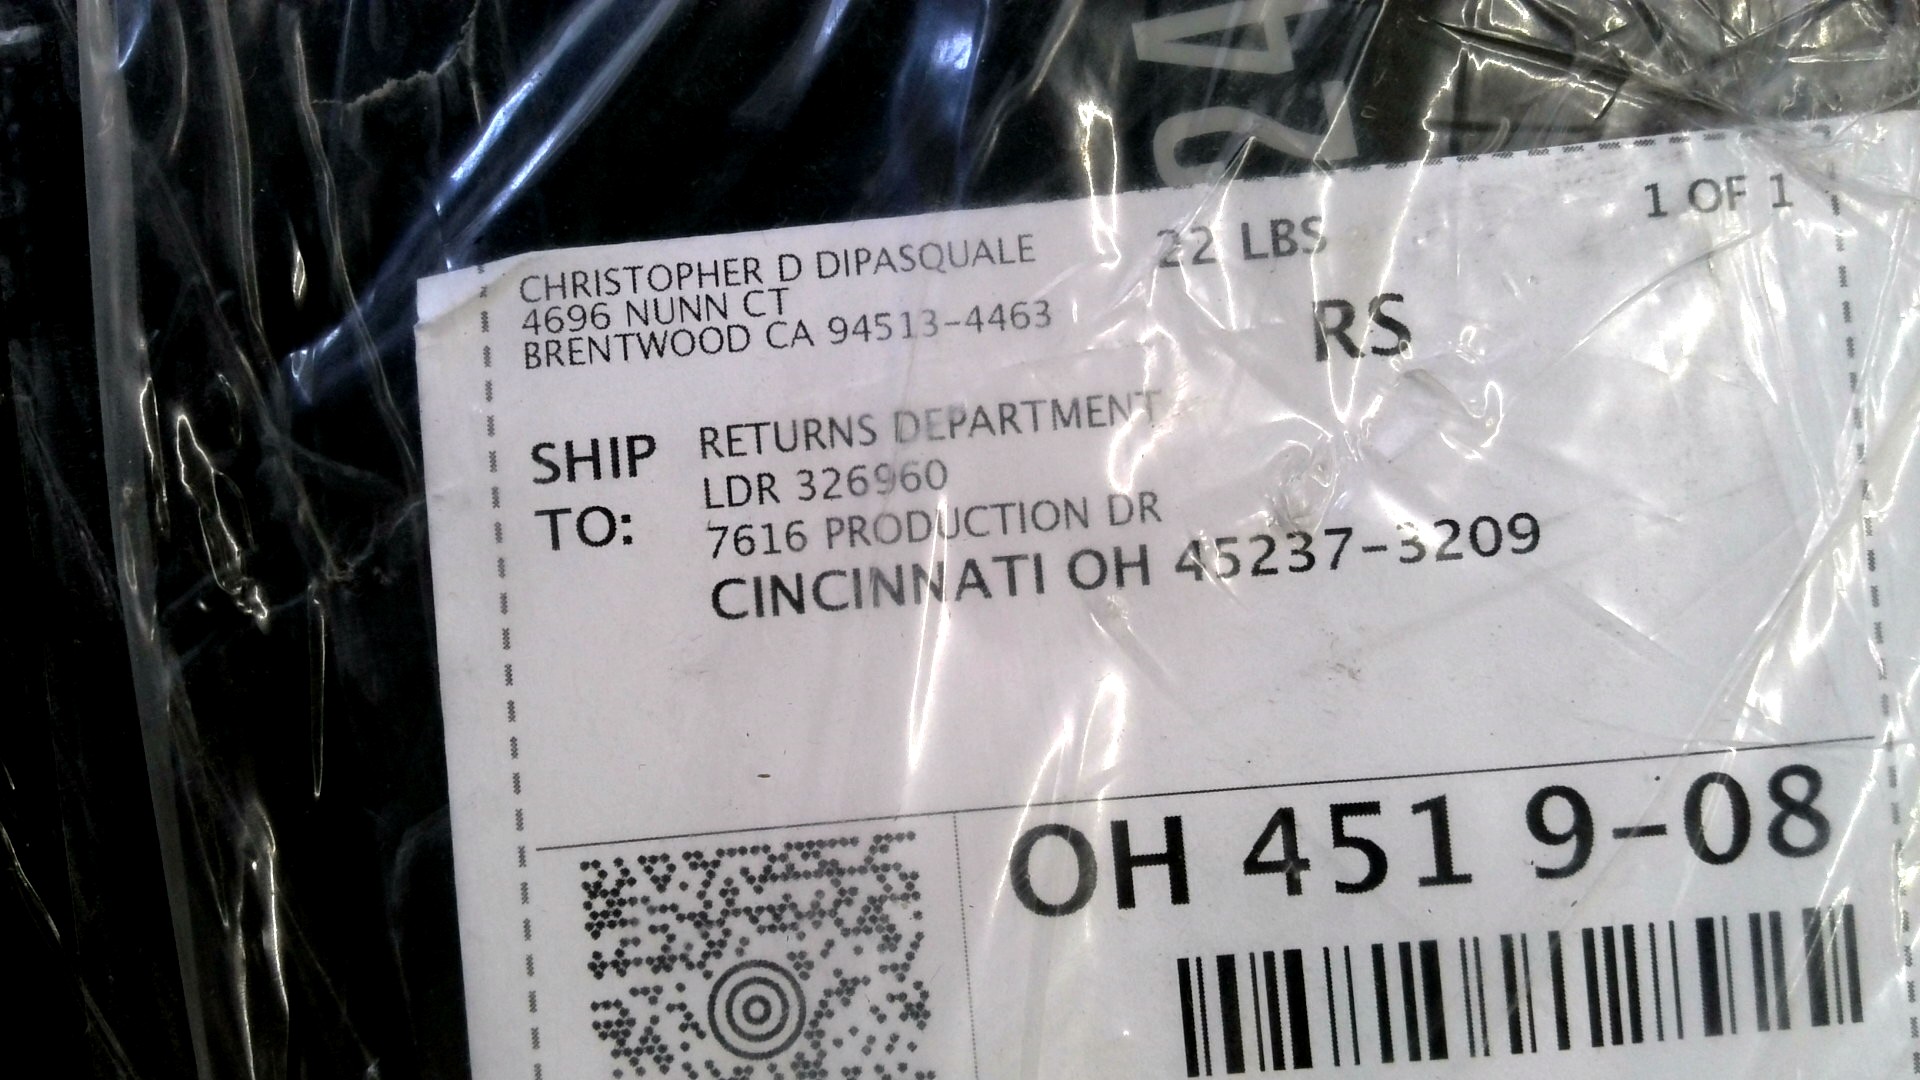 24
CHRISTOPHER D DIPASQUALE
4696 NUNN CT
BRENTWOOD CA 94513-4463
22 LBS
1 OF 1
RS
SHIP TO:
RETURNS DEPARTMENT
LDR 326960
7616 PRODUCTION DR
CINCINNATI OH 45237-3209
OH 451 9-08